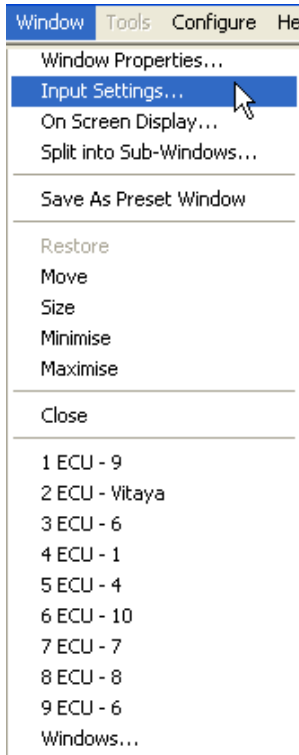 Window Tools Configure He
Window Properties...
Input Settings...
On Screen Display...
Split into Sub-Windows...
Save As Preset Window
Restore
Move
Size
Minimise
Maximise
Close
1 ECU - 9
2 ECU - Vitaya
3 ECU - 6
4 ECU - 1
5 ECU - 4
6 ECU - 10
7 ECU - 7
8 ECU - 8
9 ECU - 6
Windows...